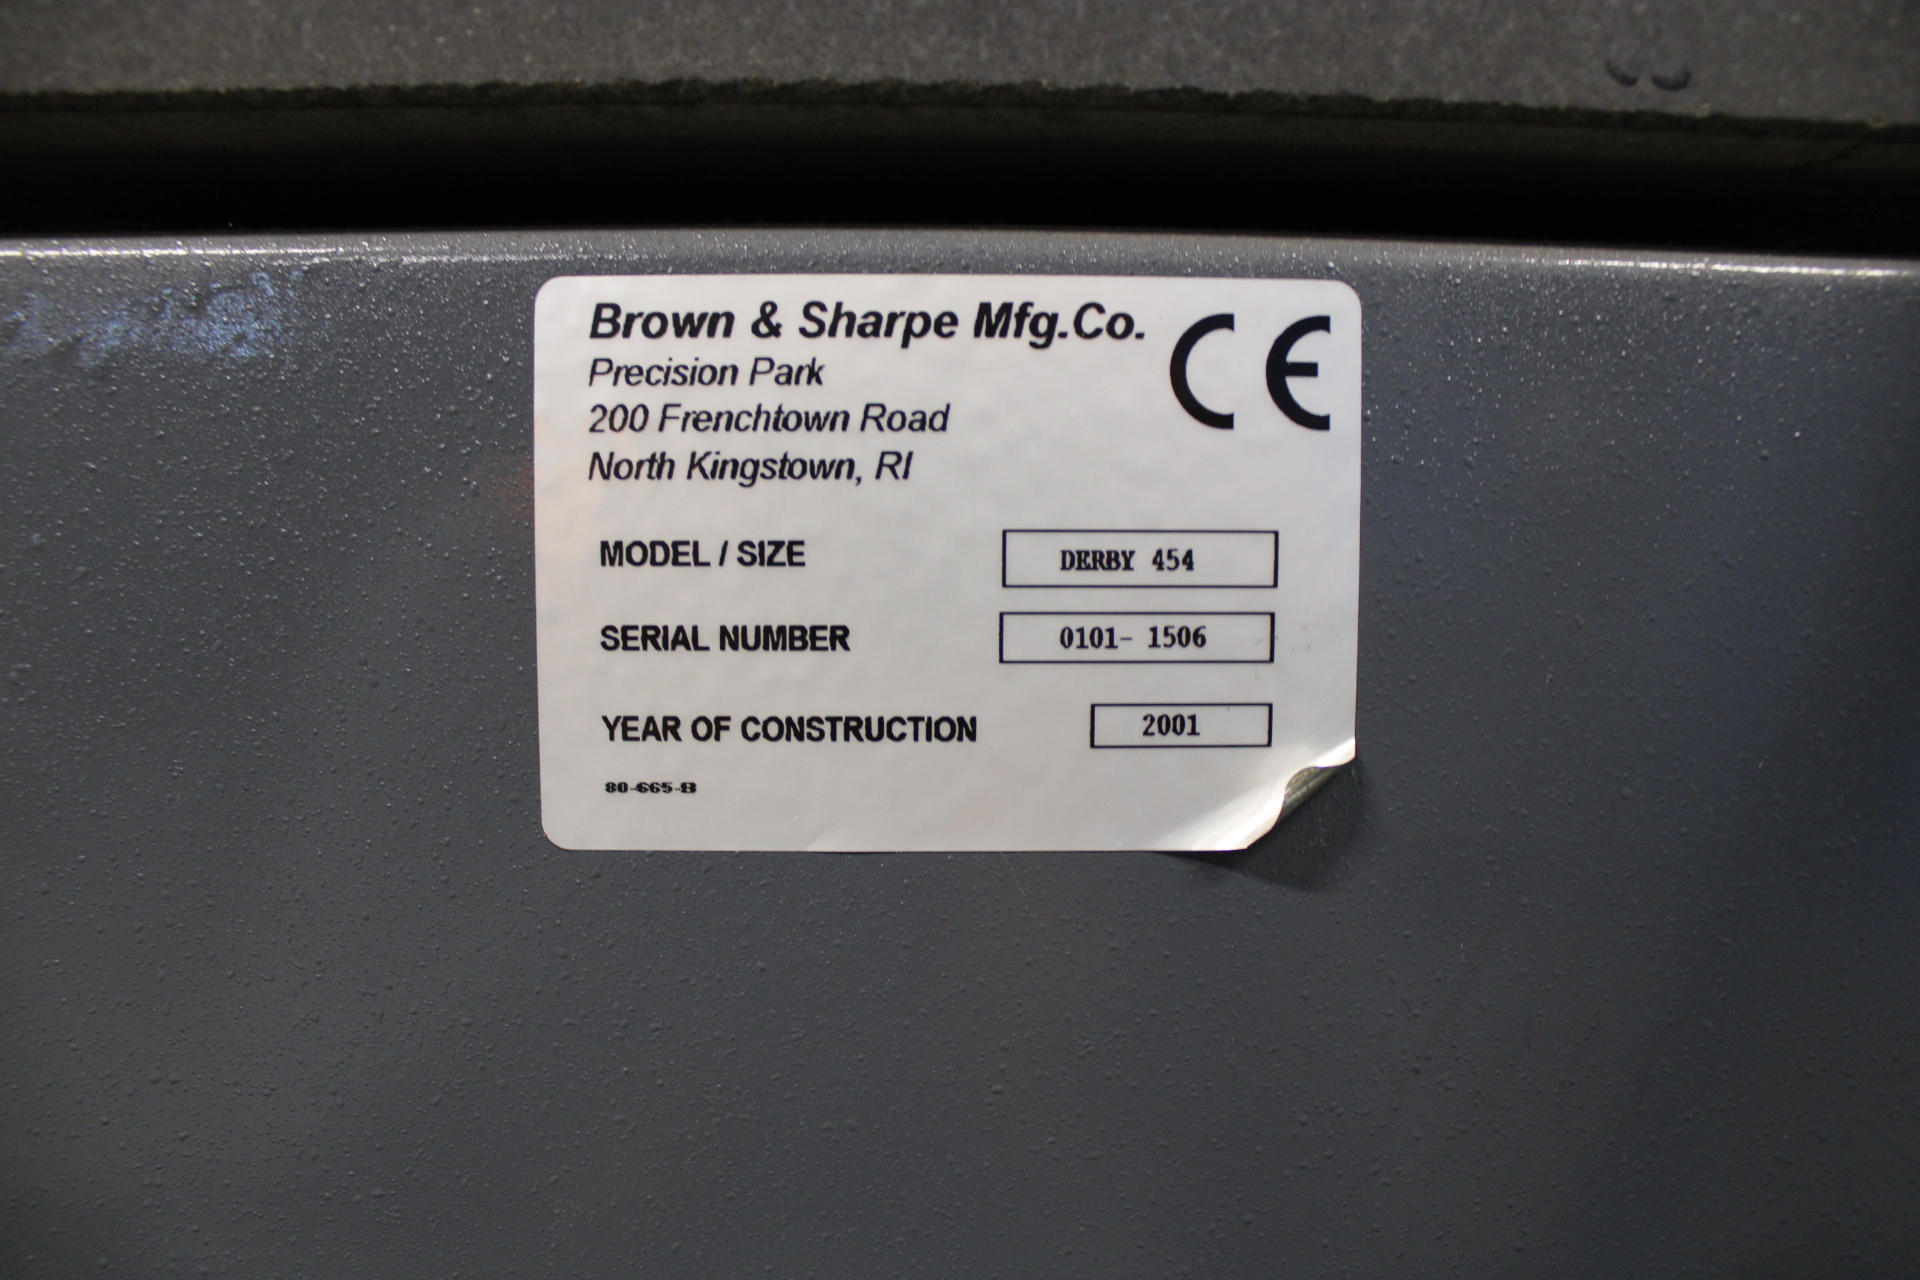 Brown & Sharpe Mfg.Co.
CE
Precision Park
200 Frenchtown Road
North Kingstown, RI
MODEL / SIZE DERBY 454
SERIAL NUMBER 0101- 1506
YEAR OF CONSTRUCTION 2001
80-665-B